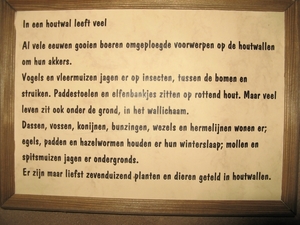 In een houtwal leeft veel
Al vele eeuwen gooien boeren omgeploegde voorwerpen op de houtwallen
om hun akkers.
Vogels en vleermuizen jagen er op insekten, tussen de bomen en
struiken. Paddestoelen en elfenbankjes zitten op rottend hout. Maar veel
leven zit ook onder de grond, in het wallichaam.
Dassen, vossen, konijnen, bunzingen, wezels en hermelijnen wonen er;
egels, padden en hazelwormen houden er hun winterslaap; mollen en
spitsmuizen jagen er ondergronds.
Er zijn maar liefst zevenduizend planten en dieren geteld in houtwallen.